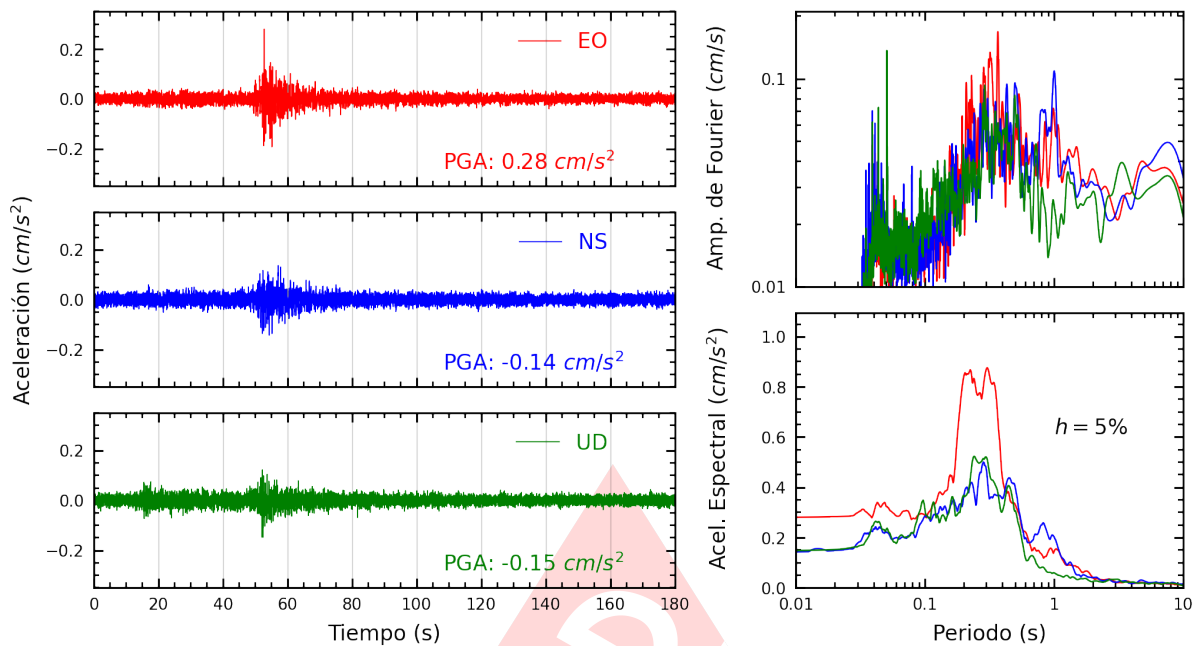 Aceleración (cm/s²)
0.2
0.0
−0.2
EO
PGA: 0.28 cm/s²
0.2
0.0
−0.2
NS
PGA: -0.14 cm/s²
0.2
0.0
−0.2
UD
PGA: -0.15 cm/s²
0 20 40 60 80 100 120 140 160 180
Tiempo (s)
Amp. de Fourier (cm/s)
0.1
0.01
Acel. Espectral (cm/s²)
1.0
0.8
0.6
0.4
0.2
0.0
h = 5%
0.01 0.1 1 10
Periodo (s)